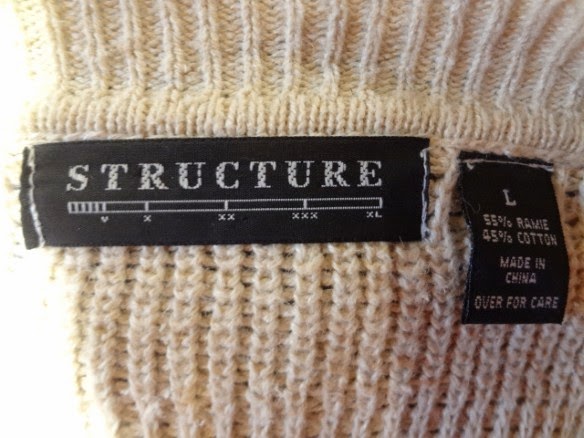 STRUCTURE
V X XX XXX XL
L
55% RAMIE
45% COTTON
MADE IN
CHINA
OVER FOR CARE